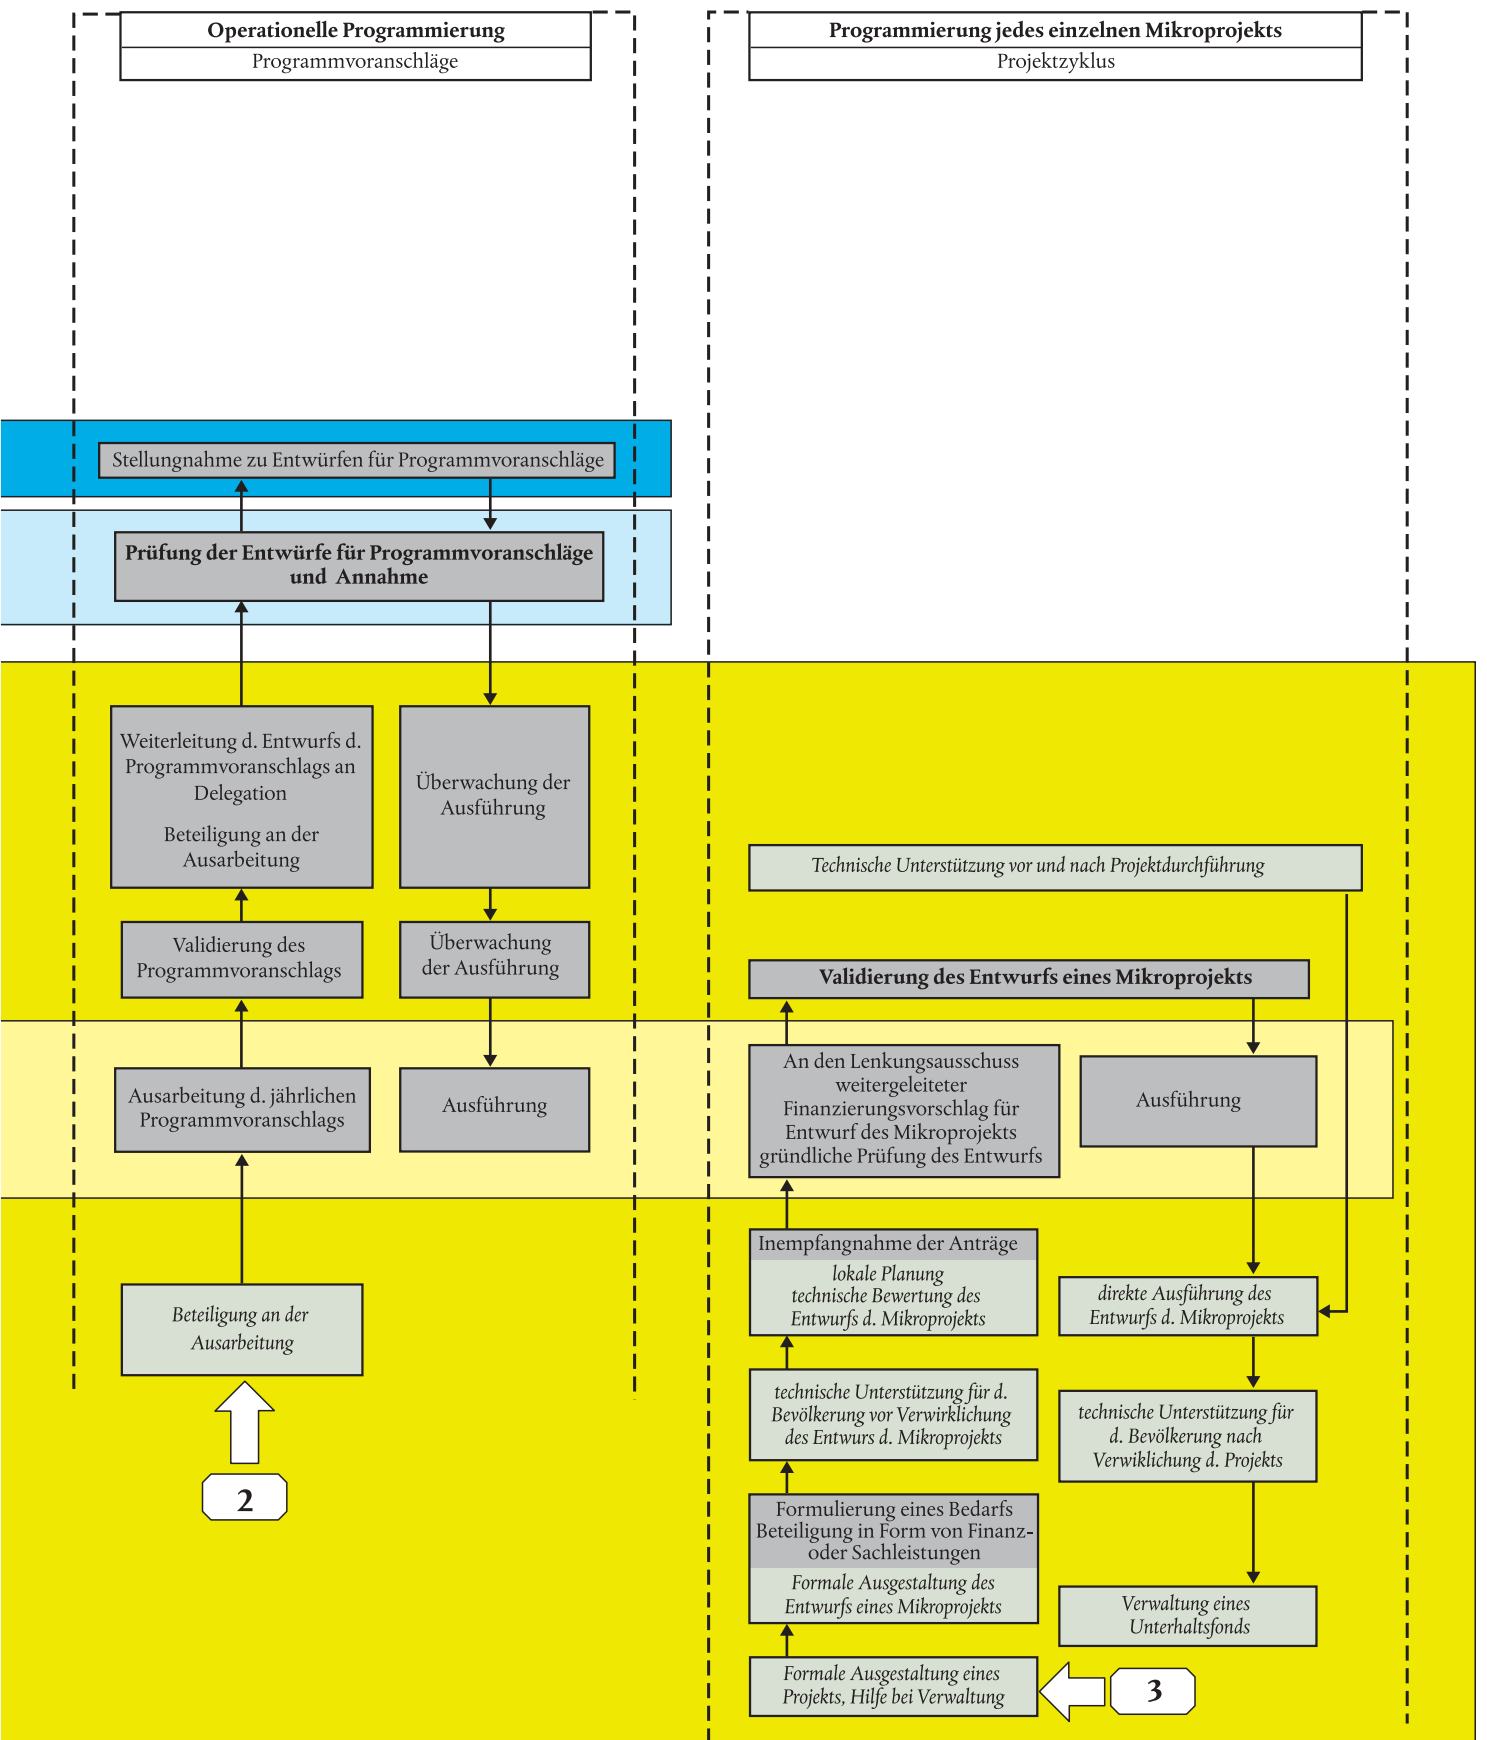 Operationelle Programmierung
Programmvoranschläge
Stellungnahme zu Entwürfen für Programmvoranschläge
Prüfung der Entwürfe für Programmvoranschläge
und Annahme
Weiterleitung d. Entwurfs d.
Programmvoranschlags an
Delegation
Beteiligung an der
Ausarbeitung
Überwachung der
Ausführung
Validierung des
Programmvoranschlags
Überwachung
der Ausführung
Ausarbeitung d. jährlichen
Programmvoranschlags
Ausführung
Beteiligung an der
Ausarbeitung
2
Programmierung jedes einzelnen Mikroprojekts
Projektzyklus
Technische Unterstützung vor und nach Projektdurchführung
Validierung des Entwurfs eines Mikroprojekts
An den Lenkungsausschuss
weitergeleiteter
Finanzierungsvorschlag für
Entwurf des Mikroprojekts
gründliche Prüfung des Entwurfs
Ausführung
Inempfangnahme der Anträge
lokale Planung
technische Bewertung des
Entwurfs d. Mikroprojekts
direkte Ausführung des
Entwurfs d. Mikroprojekts
technische Unterstützung für d.
Bevölkerung vor Verwirklichung
des Entwurs d. Mikroprojekts
technische Unterstützung für
d. Bevölkerung nach
Verwiklichung d. Projekts
Formulierung eines Bedarfs
Beteiligung in Form von Finanz-
oder Sachleistungen
Formale Ausgestaltung des
Entwurfs eines Mikroprojekts
Verwaltung eines
Unterhaltsfonds
Formale Ausgestaltung eines
Projekts, Hilfe bei Verwaltung
3